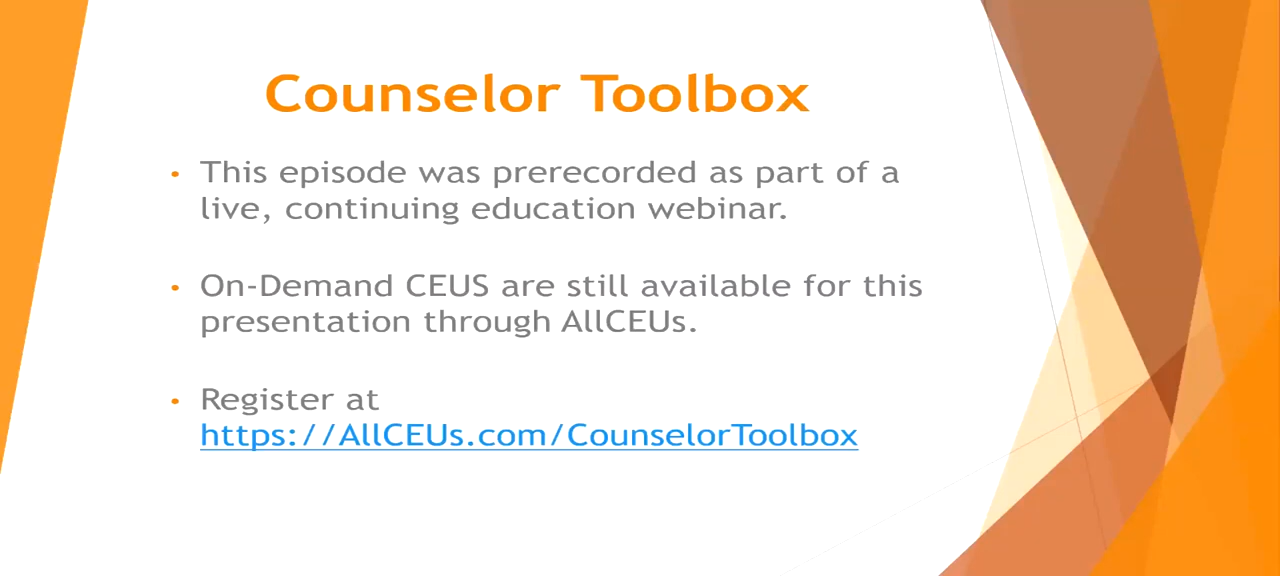 Counselor Toolbox
• This episode was prerecorded as part of a
live, continuing education webinar.
• On-Demand CEUS are still available for this
presentation through AllCEUs.
• Register at
https://AllCEUs.com/CounselorToolbox